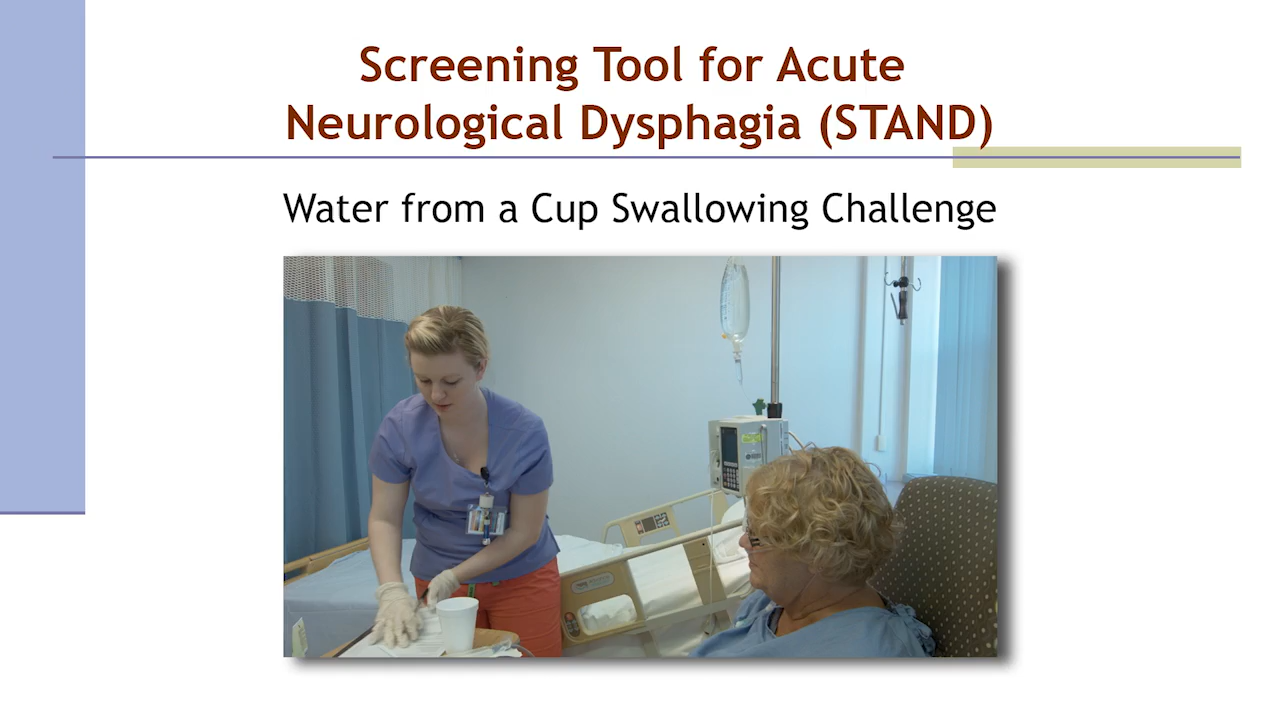 Screening Tool for Acute
Neurological Dysphagia (STAND)
Water from a Cup Swallowing Challenge